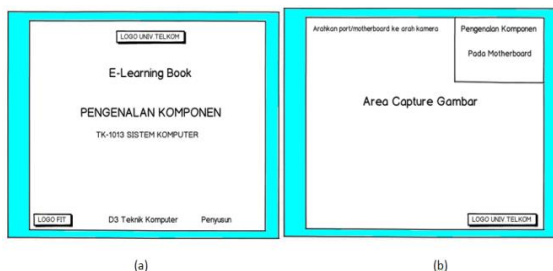 LOGO UNIV.TELKOM
E-Learning Book
PENGENALAN KOMPONEN
TK-1013 SISTEM KOMPUTER
LOGO FIT
D3 Teknik Komputer
Penyusun
(a)
Arahkan port/motherboard ke arah kamera
Pengenalan Komponen
Pada Motherboard
Area Capture Gambar
LOGO UNIV.TELKOM
(b)